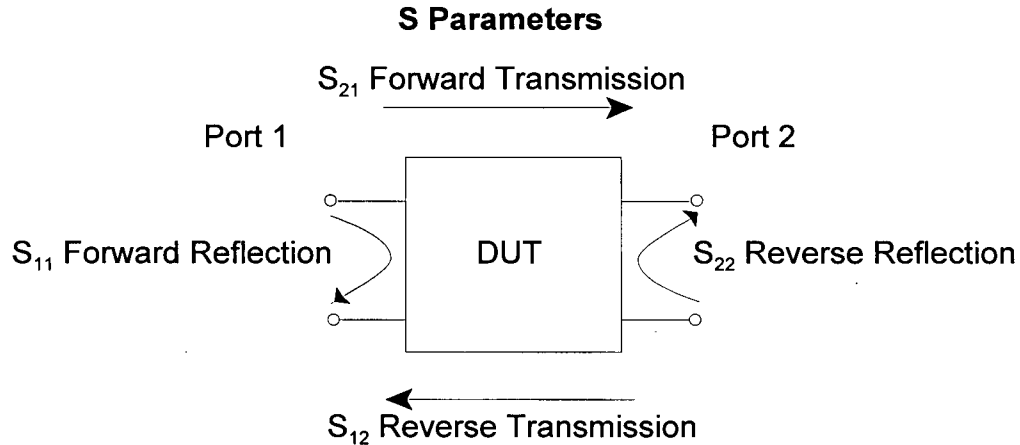 S Parameters
S₂₁ Forward Transmission
Port 1
Port 2
S₁₁ Forward Reflection
DUT
S₂₂ Reverse Reflection
S₁₂ Reverse Transmission